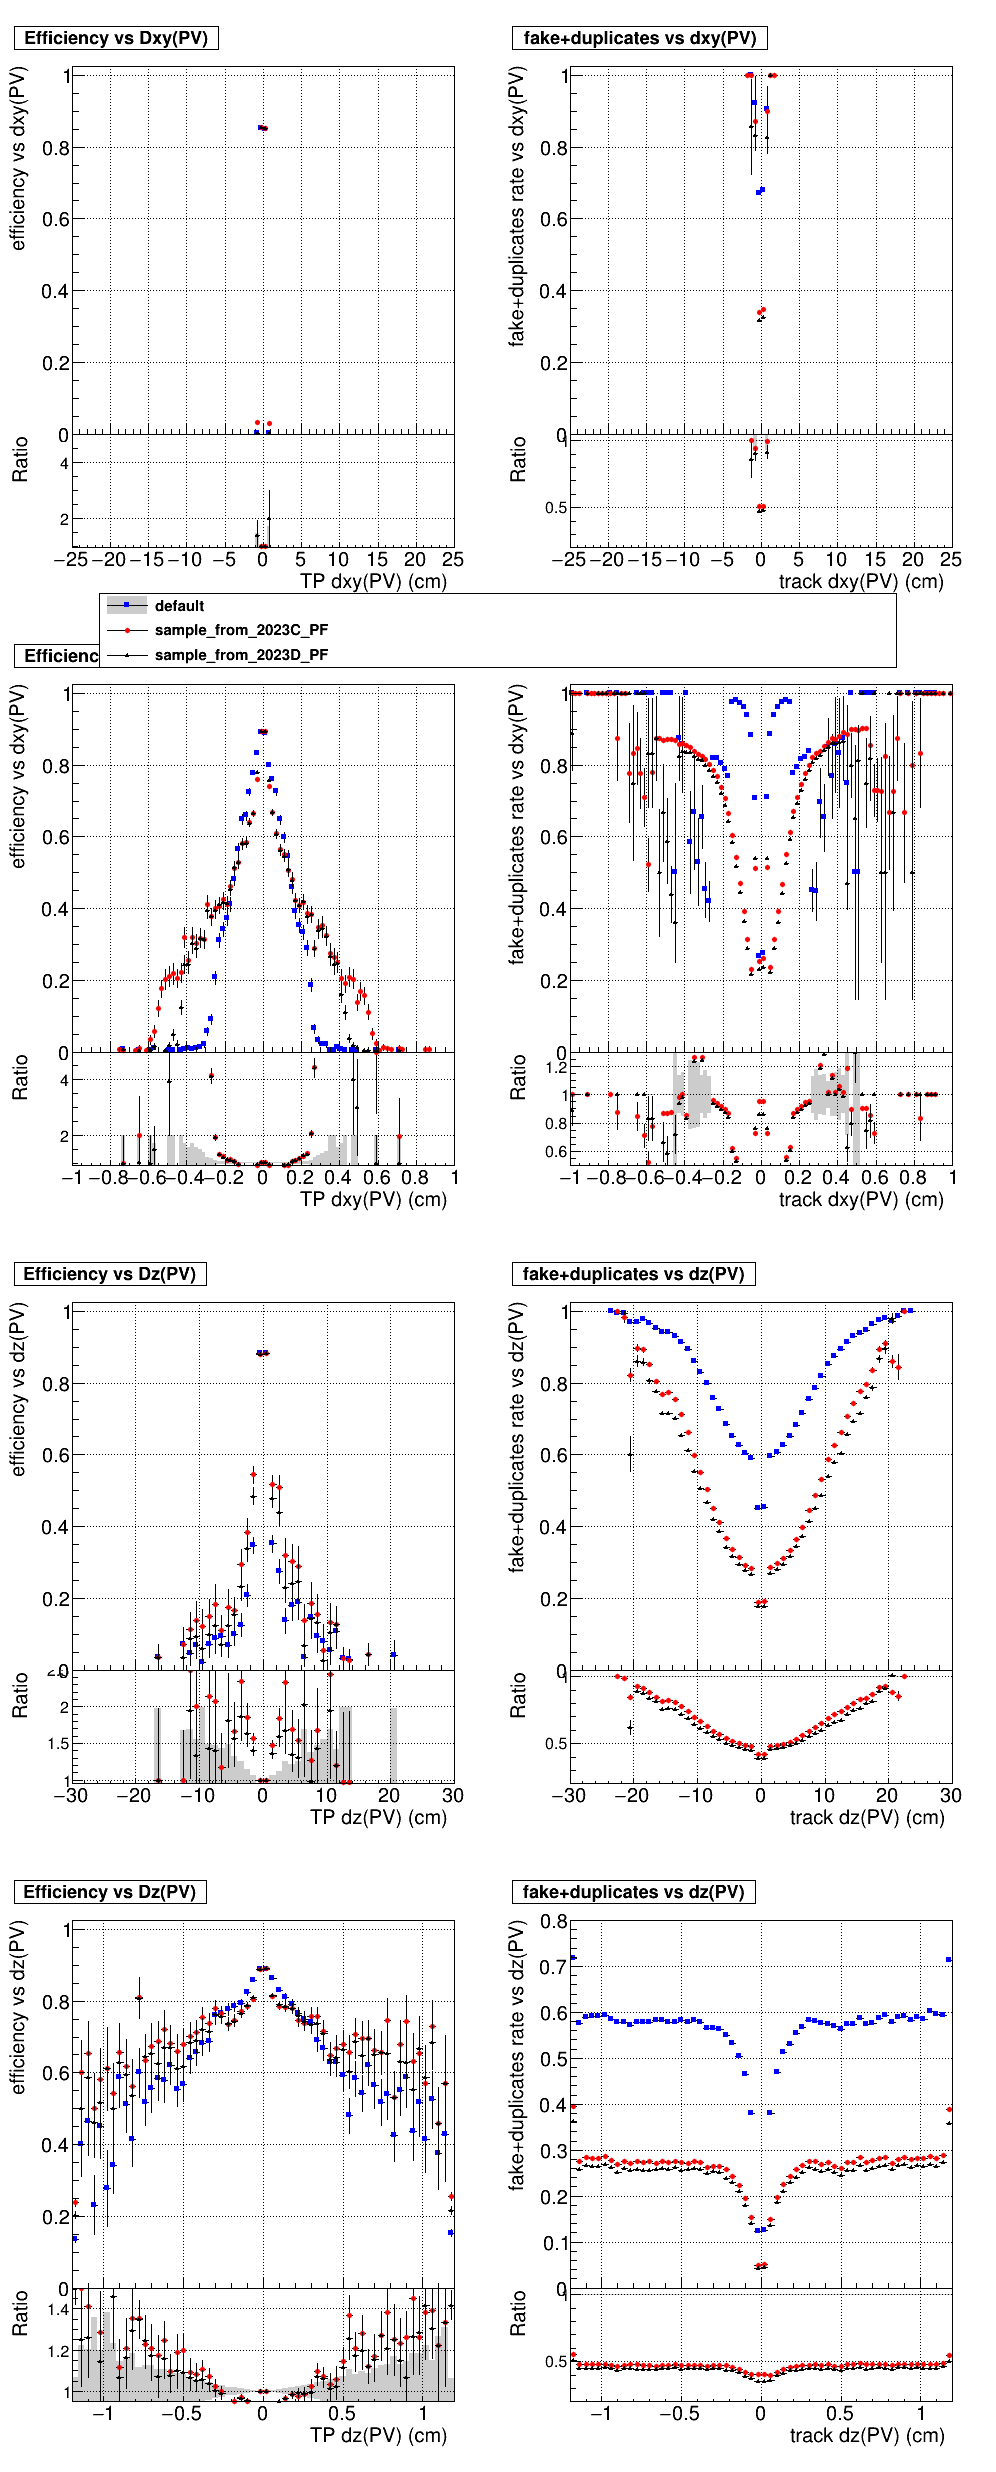 Efficiency vs Dxy(PV)
fake+duplicates vs dxy(PV)
efficiency vs dxy(PV)
1
0.8
0.6
0.4
0.2
0
Ratio
4
2
−25 −20 −15 −10 −5 0 5 10 15 20 25
TP dxy(PV) (cm)
fake+duplicates rate vs dxy(PV)
1
0.8
0.6
0.4
0.2
0
Ratio
1
0.5
−25 −20 −15 −10 −5 0 5 10 15 20 25
track dxy(PV) (cm)
default
sample_from_2023C_PF
sample_from_2023D_PF
Efficienc
efficiency vs dxy(PV)
1
0.8
0.6
0.4
0.2
0
Ratio
4
2
−1 −0.8 −0.6 −0.4 −0.2 0 0.2 0.4 0.6 0.8 1
TP dxy(PV) (cm)
fake+duplicates rate vs dxy(PV)
1
0.8
0.6
0.4
0.2
0
Ratio
1.2
1
0.8
0.6
−1 −0.8 −0.6 −0.4 −0.2 0 0.2 0.4 0.6 0.8 1
track dxy(PV) (cm)
Efficiency vs Dz(PV)
fake+duplicates vs dz(PV)
efficiency vs dz(PV)
1
0.8
0.6
0.4
0.2
0
Ratio
2
1.5
1
−30 −20 −10 0 10 20 30
TP dz(PV) (cm)
fake+duplicates rate vs dz(PV)
1
0.8
0.6
0.4
0.2
0
Ratio
1
0.5
−30 −20 −10 0 10 20 30
track dz(PV) (cm)
Efficiency vs Dz(PV)
fake+duplicates vs dz(PV)
efficiency vs dz(PV)
1
0.8
0.6
0.4
0.2
0
Ratio
1.4
1.2
1
−1 −0.5 0 0.5 1
TP dz(PV) (cm)
fake+duplicates rate vs dz(PV)
0.8
0.7
0.6
0.5
0.4
0.3
0.2
0.1
0
Ratio
1
0.5
−1 −0.5 0 0.5 1
track dz(PV) (cm)